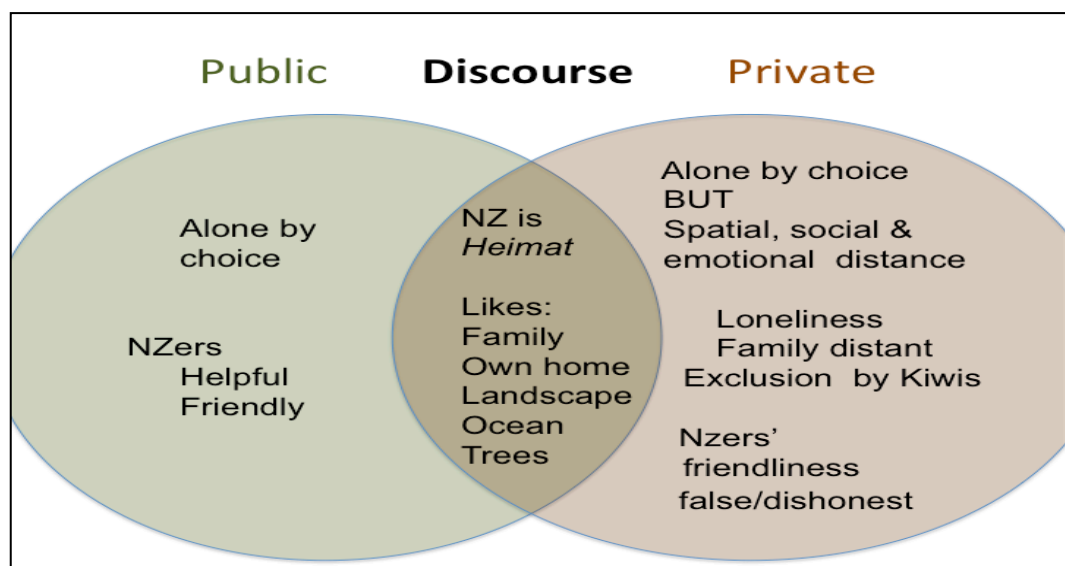 Public Discourse Private
Alone by
choice
NZers
Helpful
Friendly
NZ is
Heimat
Likes:
Family
Own home
Landscape
Ocean
Trees
Alone by choice
BUT
Spatial, social &
emotional distance
Loneliness
Family distant
Exclusion by Kiwis
Nzers’
friendliness
false/dishonest